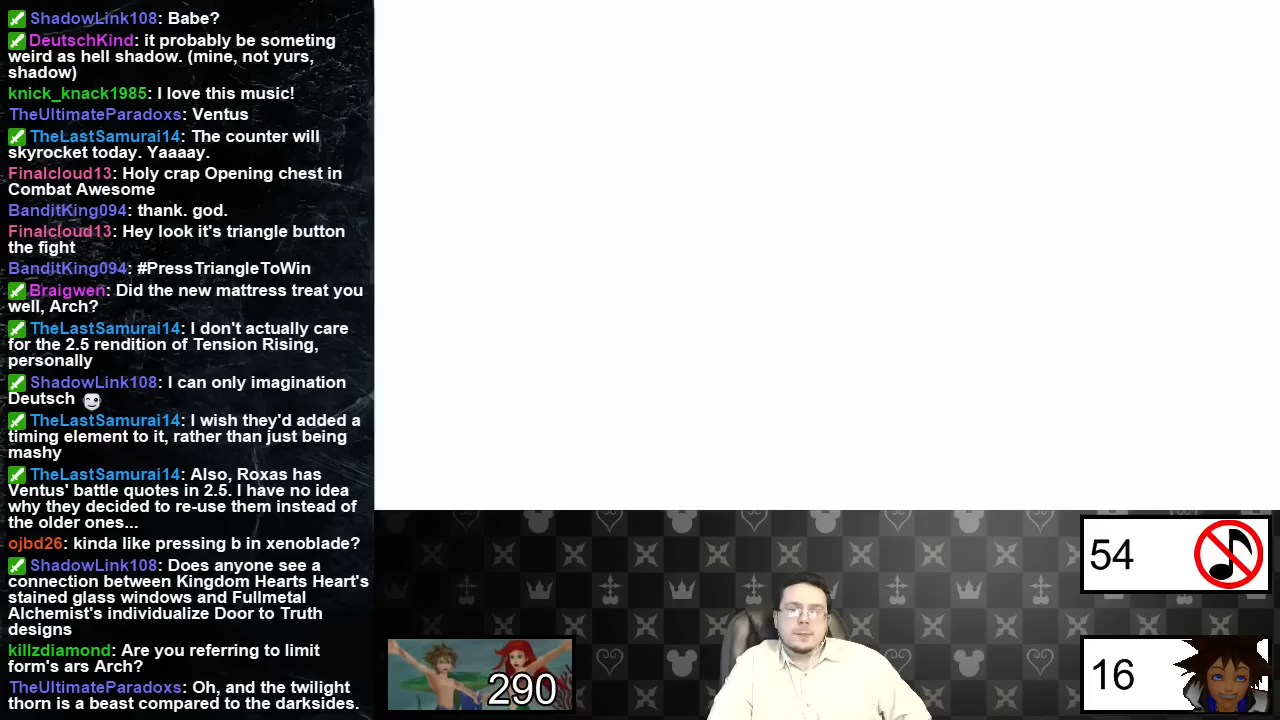 ShadowLink108: Babe?
DeutschKind: it probably be someting
weird as hell shadow. (mine, not yurs,
shadow)
knick_knack1985: I love this music!
TheUltimateParadoxs: Ventus
TheLastSamurai14: The counter will
skyrocket today. Yaaaay.
Finalcloud13: Holy crap Opening chest in
Combat Awesome
BanditKing094: thank. god.
Finalcloud13: Hey look it's triangle button
the fight
BanditKing094: #PressTriangleToWin
Braigwen: Did the new mattress treat you
well, Arch?
TheLastSamurai14: I don't actually care
for the 2.5 rendition of Tension Rising,
personally
ShadowLink108: I can only imagination
Deutsch
TheLastSamurai14: I wish they'd added a
timing element to it, rather than just being
mashy
TheLastSamurai14: Also, Roxas has
Ventus' battle quotes in 2.5. I have no idea
why they decided to re-use them instead of
the older ones...
ojbd26: kinda like pressing b in xenoblade?
ShadowLink108: Does anyone see a
connection between Kingdom Hearts Heart's
stained glass windows and Fullmetal
Alchemist's individualize Door to Truth
designs
killzdiamond: Are you referring to limit
form's ars Arch?
TheUltimateParadoxs: Oh, and the twilight
thorn is a beast compared to the darksides.
54
290
16